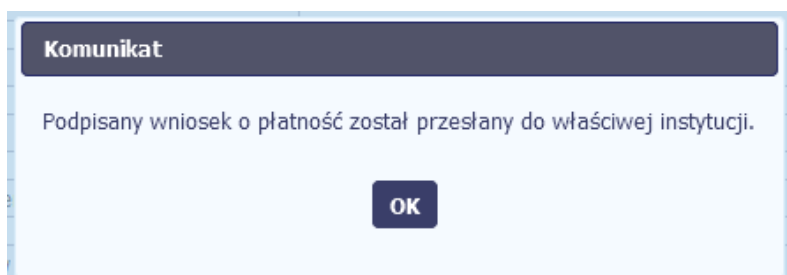 Komunikat
Podpisany wniosek o płatność został przesłany do właściwej instytucji.
OK